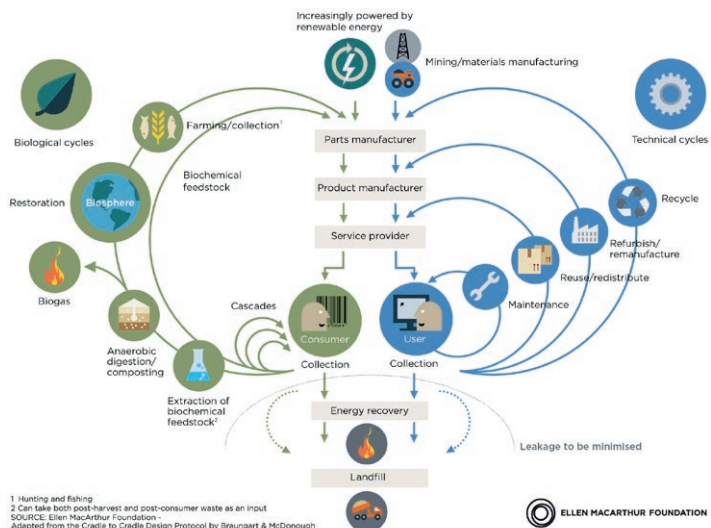 Increasingly powered by
renewable energy
Mining/materials manufacturing
Biological cycles
Farming/collection¹
Parts manufacturer
Technical cycles
Biochemical
feedstock
Product manufacturer
Restoration
Biosphere
Recycle
Service provider
Refurbish/
remanufacture
Reuse/redistribute
Biogas
Cascades
Maintenance
Consumer
User
Anaerobic
digestion/
composting
Collection
Collection
Extraction of
biochemical
feedstock²
Energy recovery
Leakage to be minimised
Landfill
1 Hunting and fishing
2 Can take both post-harvest and post-consumer waste as an input
SOURCE: Ellen MacArthur Foundation -
Adapted from the Cradle to Cradle Design Protocol by Braungart & McDonough
ELLEN MACARTHUR FOUNDATION